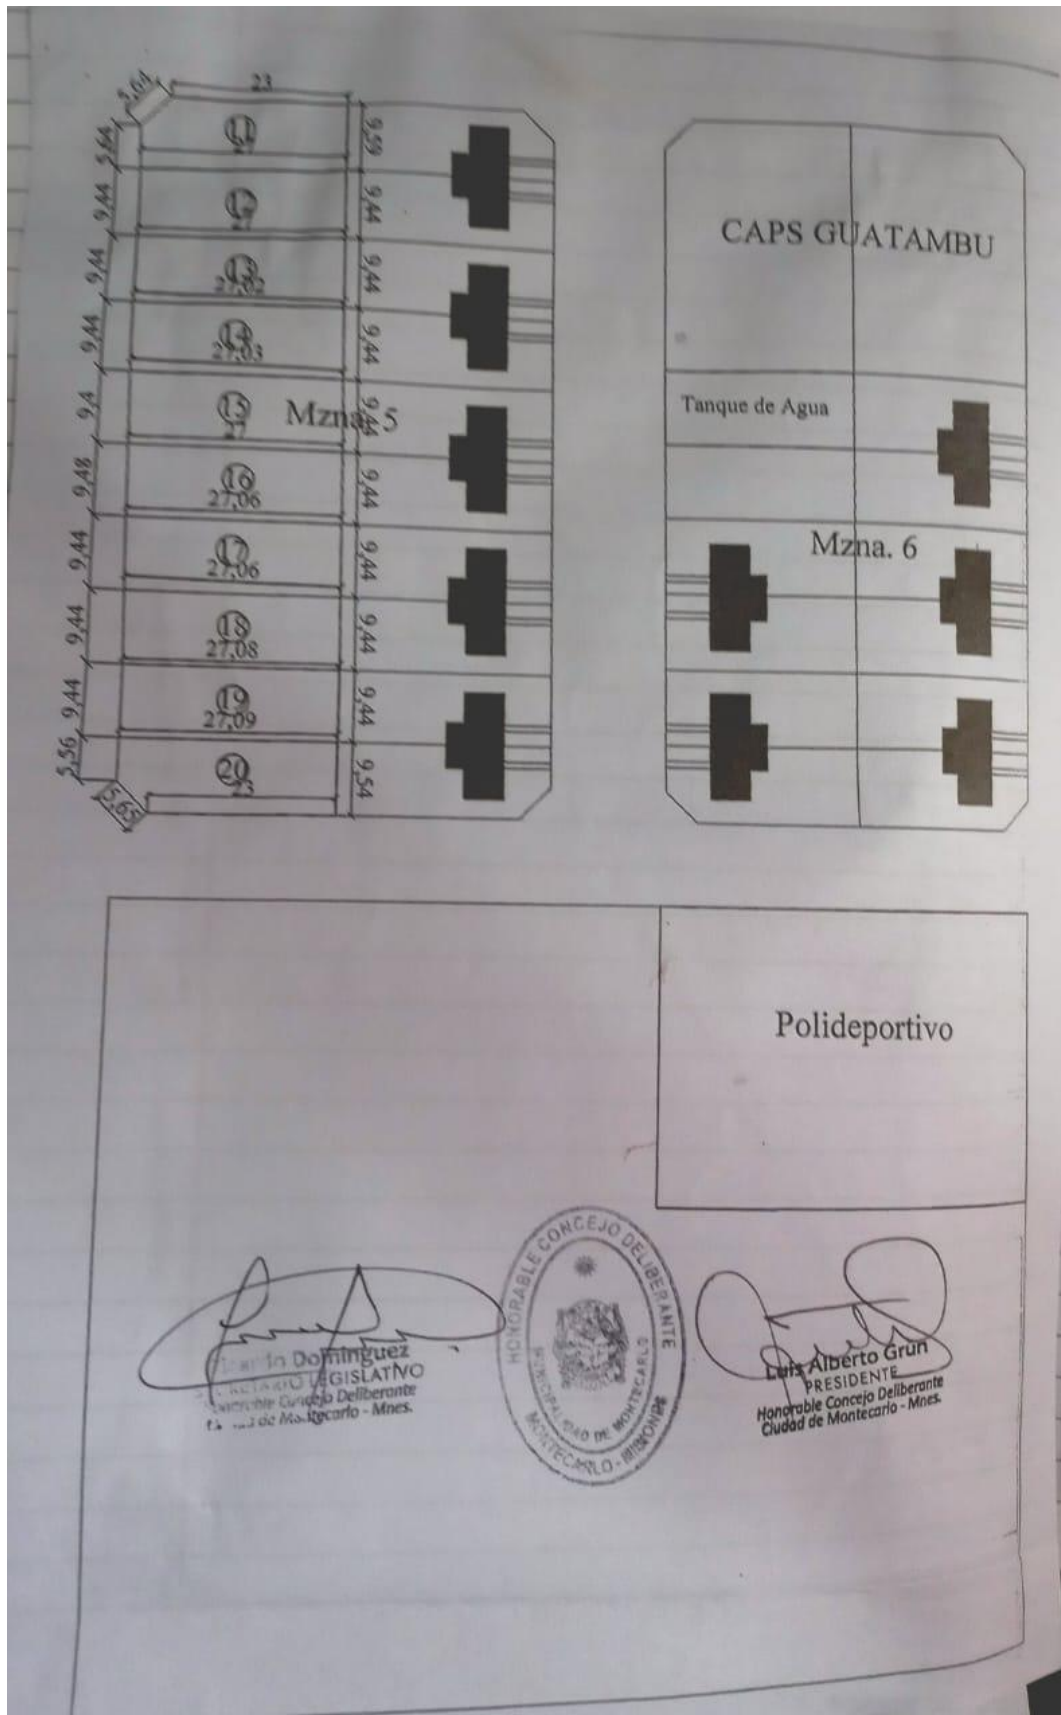 5,64
23
5,64
9,44
9,44
9,44
9,4
9,48
9,44
9,44
9,44
5,56
5,65
11
12
13
27,02
14
27,03
15
27
16
27,06
17
27,06
18
27,08
19
27,09
20
23
9,59
9,44
9,44
9,44
9,44
9,44
9,44
9,44
9,44
9,54
Mzna. 5
CAPS GUATAMBU
Tanque de Agua
Mzna. 6
Polideportivo
Dominguez
LEGISLATIVO
Concejo Deliberante
de Montecarlo - Mnes.
HONORABLE CONCEJO DELIBERANTE
MUNICIPALIDAD DE MONTECARLO
MONTECARLO - MISIONES
Luis Alberto Grun
PRESIDENTE
Honorable Concejo Deliberante
Ciudad de Montecarlo - Mnes.